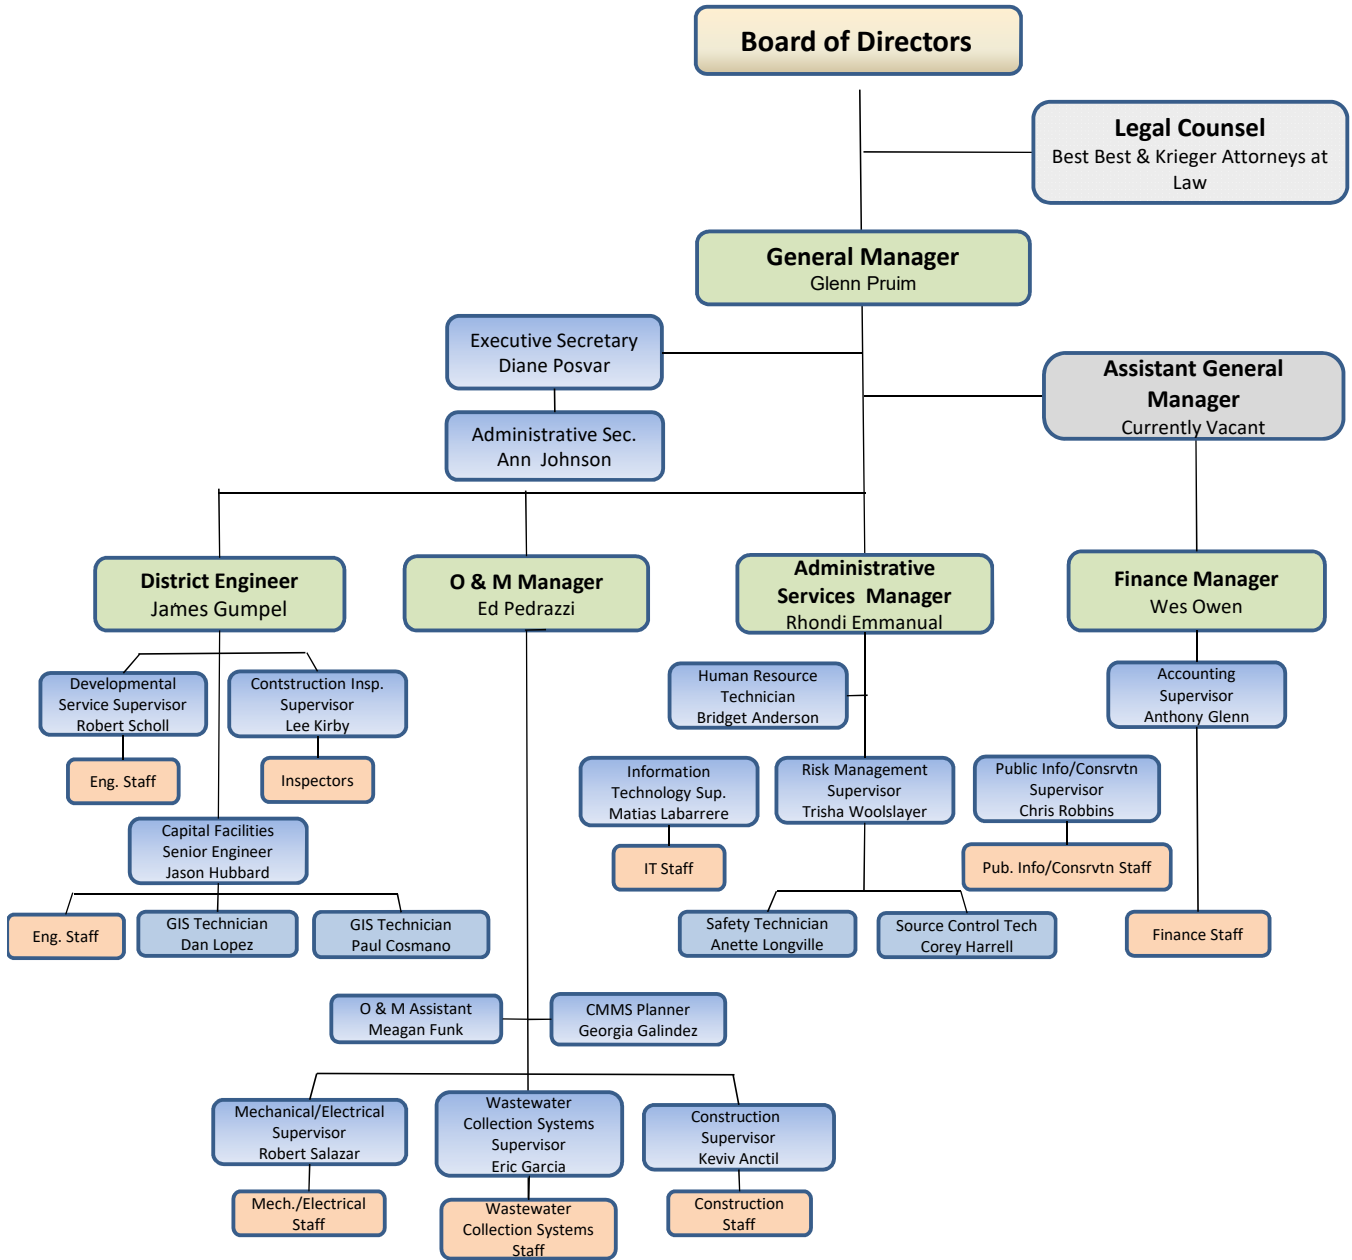 Board of Directors
Legal Counsel
Best Best & Krieger Attorneys at
Law
General Manager
Glenn Pruim
Executive Secretary
Diane Posvar
Assistant General
Manager
Currently Vacant
Administrative Sec.
Ann Johnson
District Engineer
James Gumpel
O & M Manager
Ed Pedrazzi
Administrative
Services Manager
Rhondi Emmanual
Finance Manager
Wes Owen
Developmental
Service Supervisor
Robert Scholl
Contstruction Insp.
Supervisor
Lee Kirby
Human Resource
Technician
Bridget Anderson
Accounting
Supervisor
Anthony Glenn
Eng. Staff
Inspectors
Information
Technology Sup.
Matias Labarrere
Risk Management
Supervisor
Trisha Woolslayer
Public Info/Consrvtn
Supervisor
Chris Robbins
Capital Facilities
Senior Engineer
Jason Hubbard
IT Staff
Pub. Info/Consrvtn Staff
Eng. Staff
GIS Technician
Dan Lopez
GIS Technician
Paul Cosmano
Safety Technician
Anette Longville
Source Control Tech
Corey Harrell
Finance Staff
O & M Assistant
Meagan Funk
CMMS Planner
Georgia Galindez
Mechanical/Electrical
Supervisor
Robert Salazar
Wastewater
Collection Systems
Supervisor
Eric Garcia
Construction
Supervisor
Keviv Anctil
Mech./Electrical
Staff
Wastewater
Collection Systems
Staff
Construction
Staff